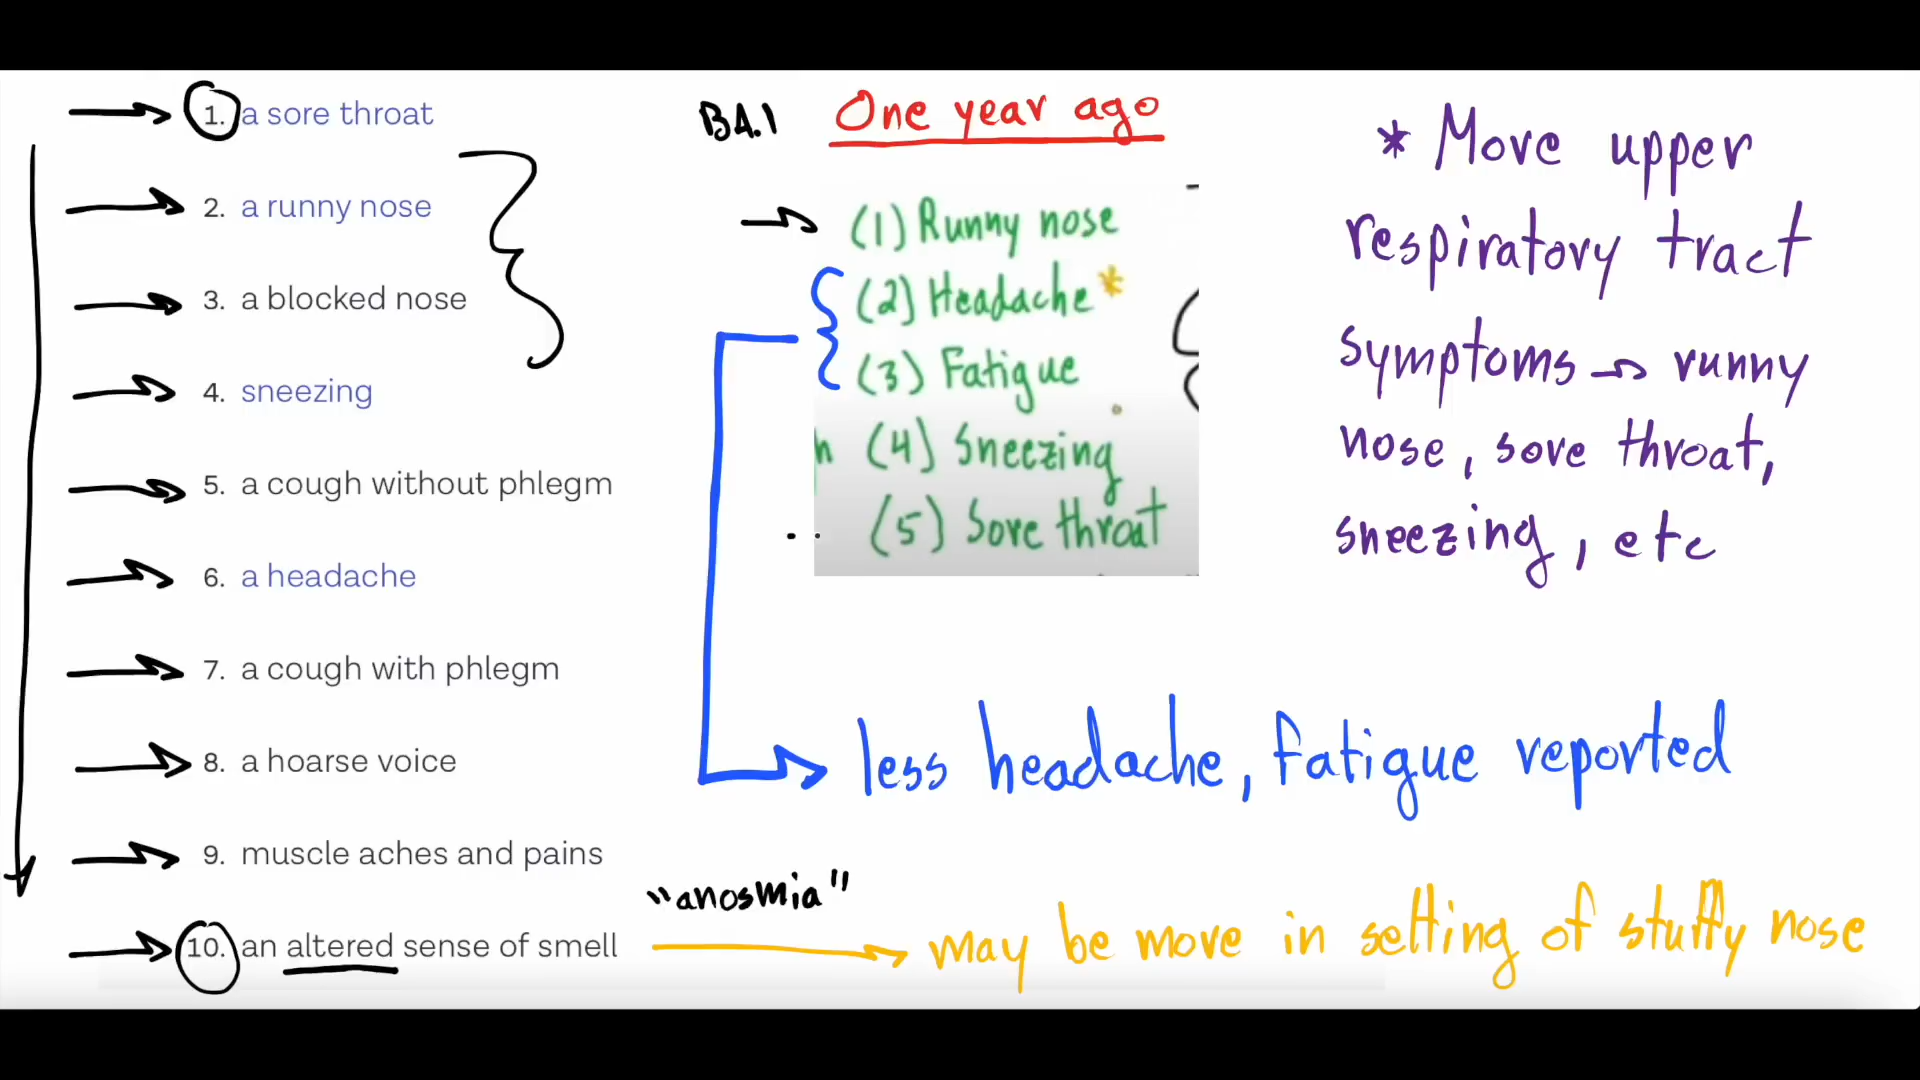 1. a sore throat
2. a runny nose
3. a blocked nose
4. sneezing
5. a cough without phlegm
6. a headache
7. a cough with phlegm
8. a hoarse voice
9. muscle aches and pains
10. an altered sense of smell
BA.1 One year ago
(1) Runny nose
(2) Headache*
(3) Fatigue
h (4) Sneezing
(5) Sore throat
* More upper
respiratory tract
symptoms → runny
nose, sore throat,
sneezing, etc
less headache, fatigue reported
"anosmia"
may be more in setting of stuffy nose